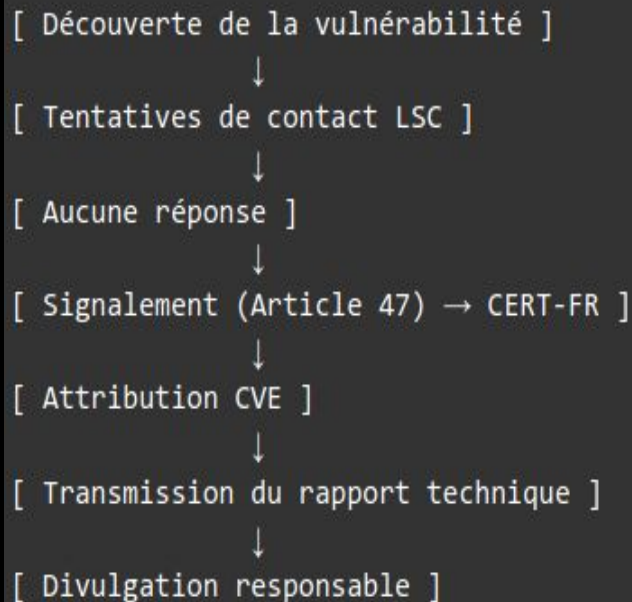 [ Découverte de la vulnérabilité ]
↓
[ Tentatives de contact LSC ]
↓
[ Aucune réponse ]
↓
[ Signalement (Article 47) → CERT-FR ]
↓
[ Attribution CVE ]
↓
[ Transmission du rapport technique ]
↓
[ Divulgation responsable ]